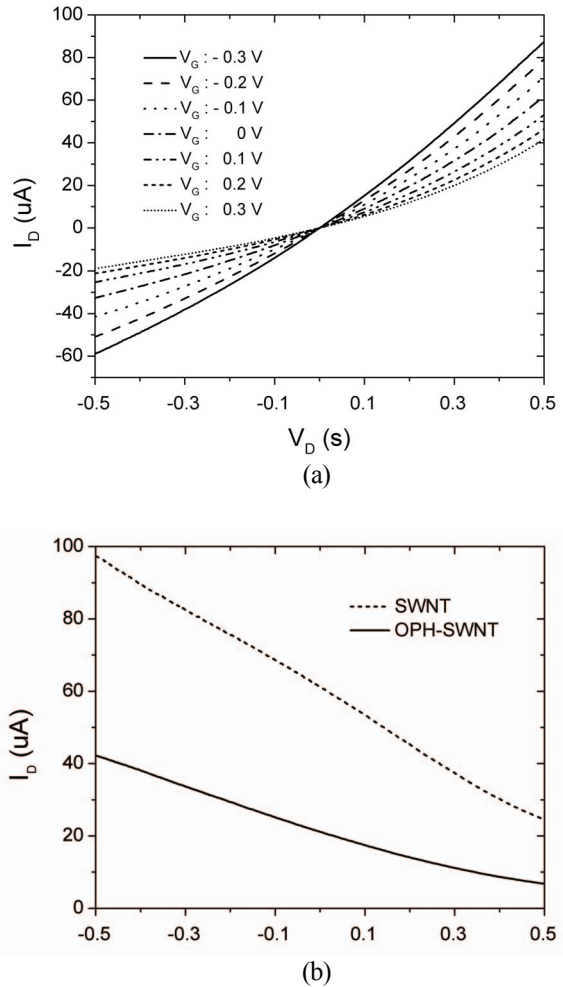 100
80
60
40
20
0
-20
-40
-60
I_D (uA)
V_G : - 0.3 V
V_G : - 0.2 V
V_G : - 0.1 V
V_G : 0 V
V_G : 0.1 V
V_G : 0.2 V
V_G : 0.3 V
-0.5 -0.3 -0.1 0.1 0.3 0.5
V_D (s)
(a)
100
80
60
40
20
0
I_D (uA)
SWNT
OPH-SWNT
-0.5 -0.3 -0.1 0.1 0.3 0.5
(b)